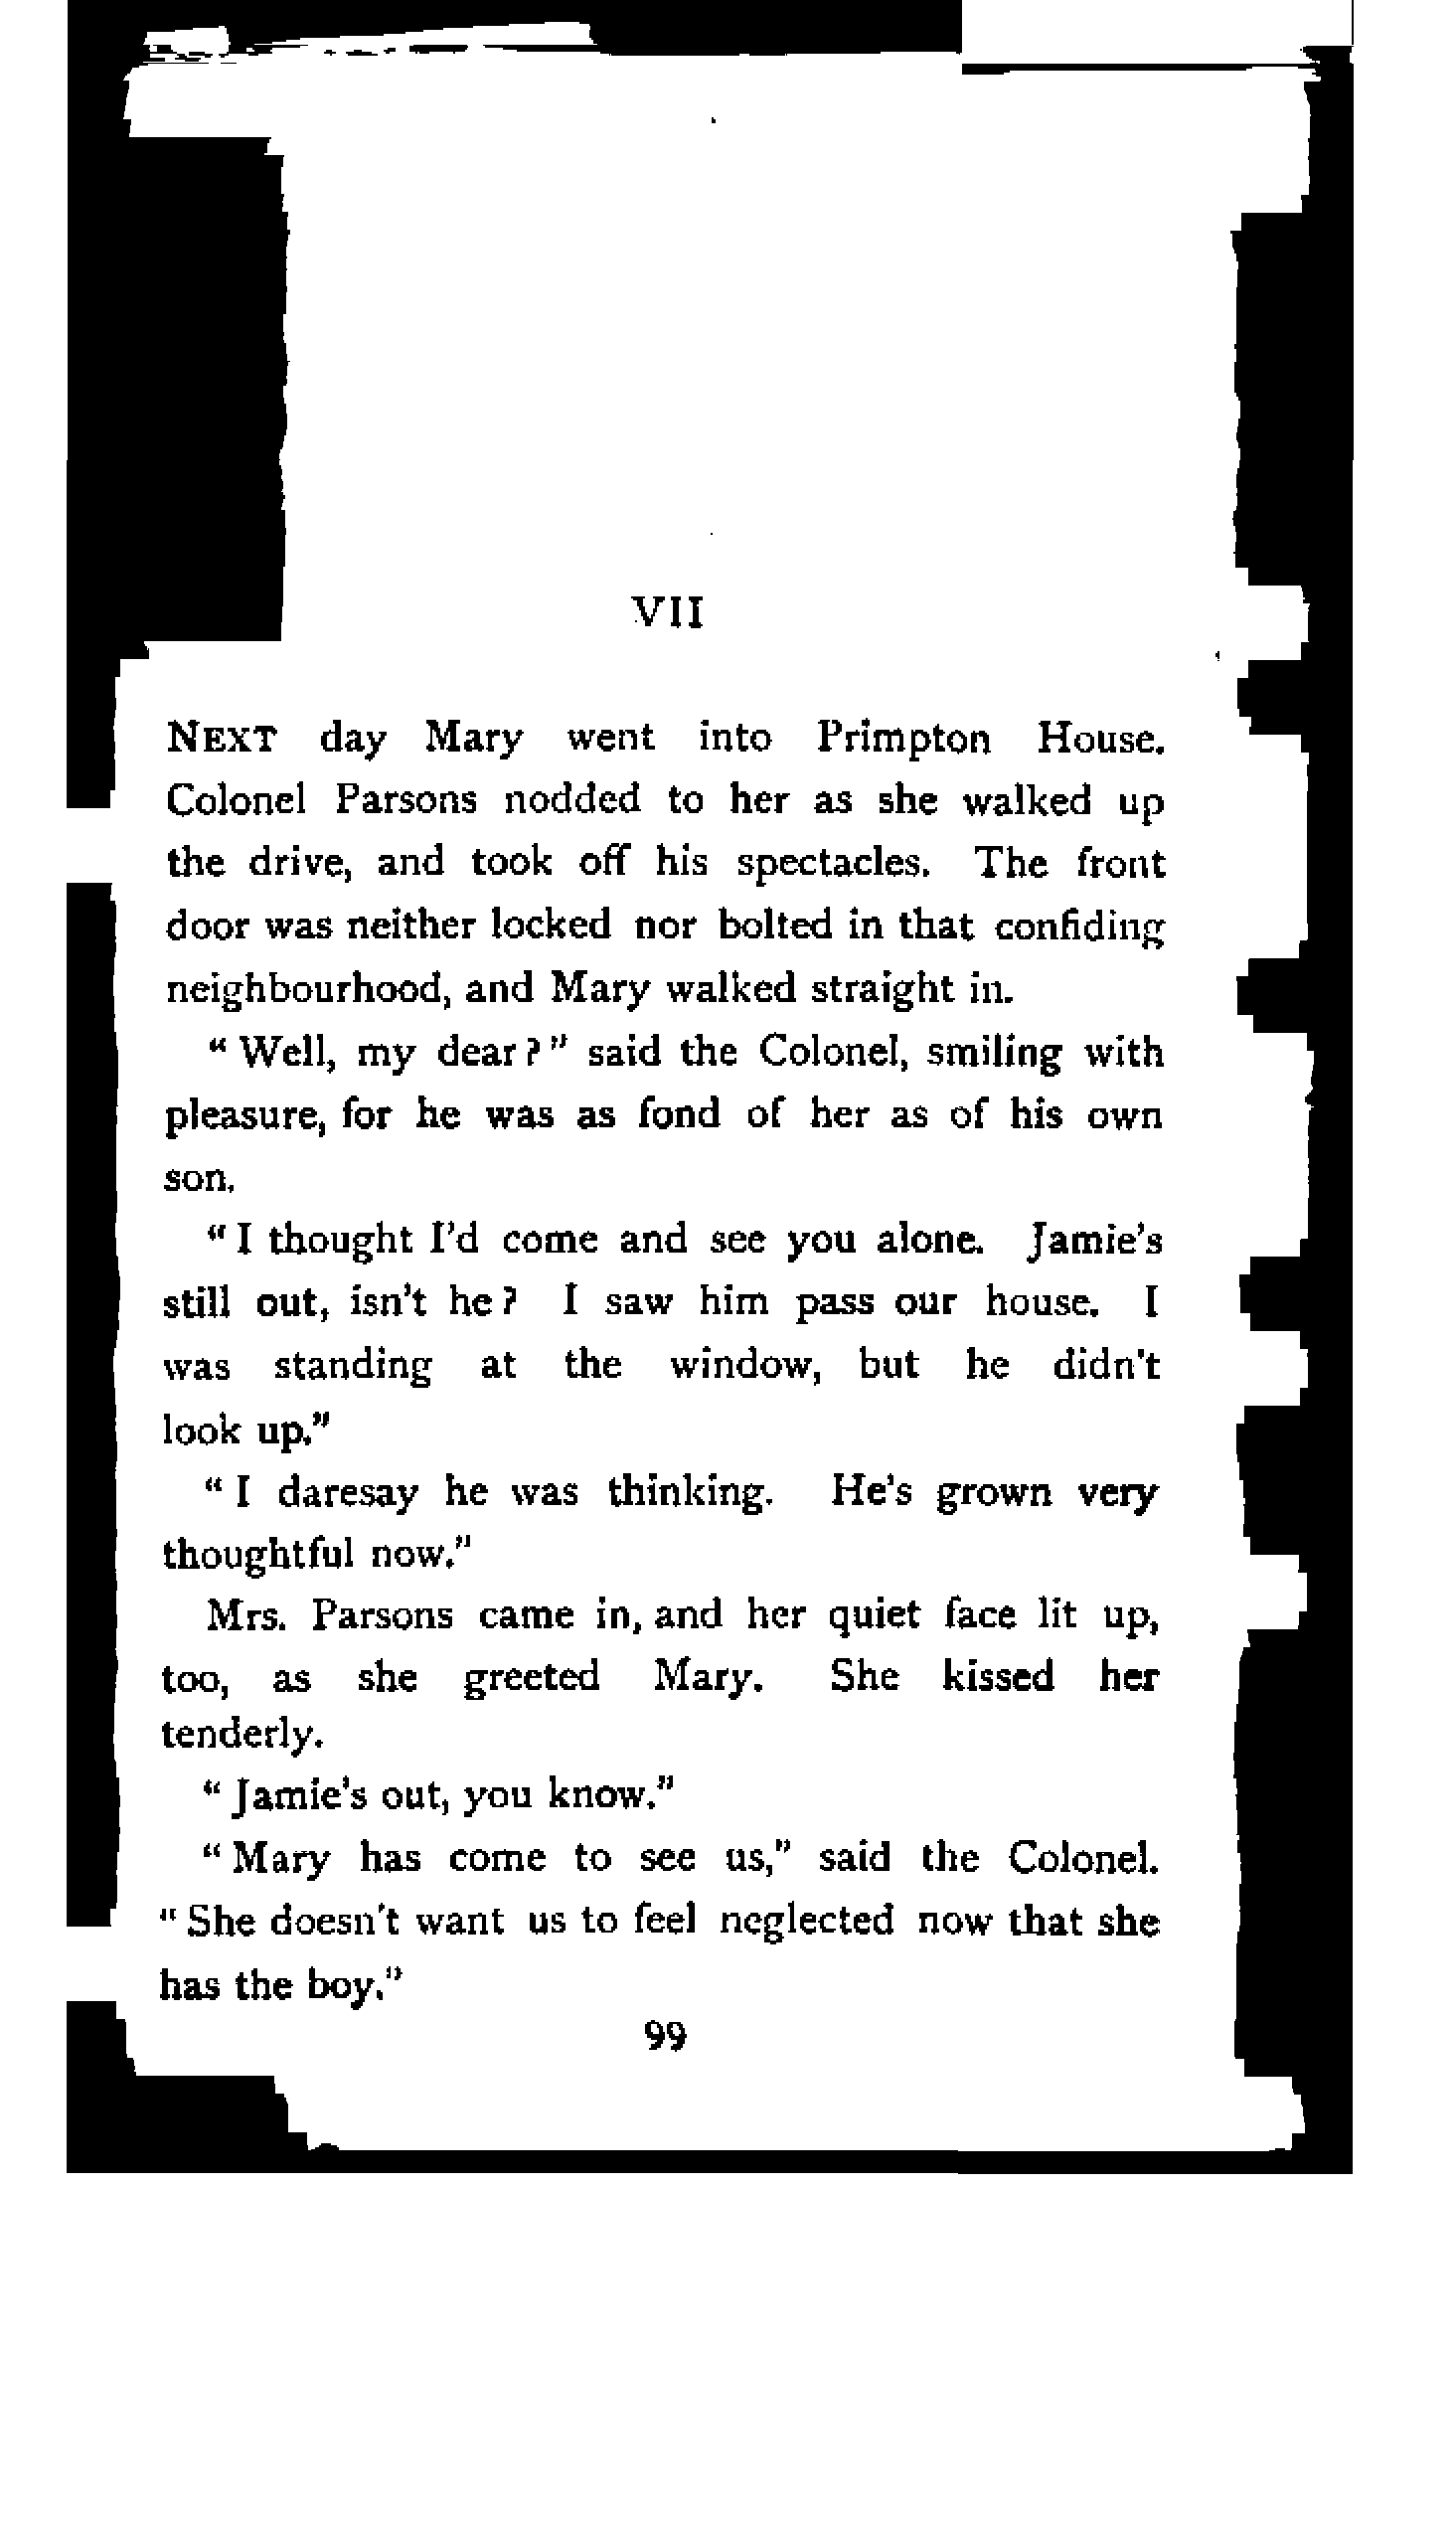 VII
NEXT day Mary went into Primpton House.
Colonel Parsons nodded to her as she walked up
the drive, and took off his spectacles. The front
door was neither locked nor bolted in that confiding
neighbourhood, and Mary walked straight in.
“ Well, my dear ? ” said the Colonel, smiling with
pleasure, for he was as fond of her as of his own
son.
“ I thought I’d come and see you alone. Jamie’s
still out, isn’t he ? I saw him pass our house. I
was standing at the window, but he didn’t
look up.”
“ I daresay he was thinking. He’s grown very
thoughtful now.”
Mrs. Parsons came in, and her quiet face lit up,
too, as she greeted Mary. She kissed her
tenderly.
“ Jamie’s out, you know.”
“ Mary has come to see us,” said the Colonel.
“ She doesn’t want us to feel neglected now that she
has the boy.”
99